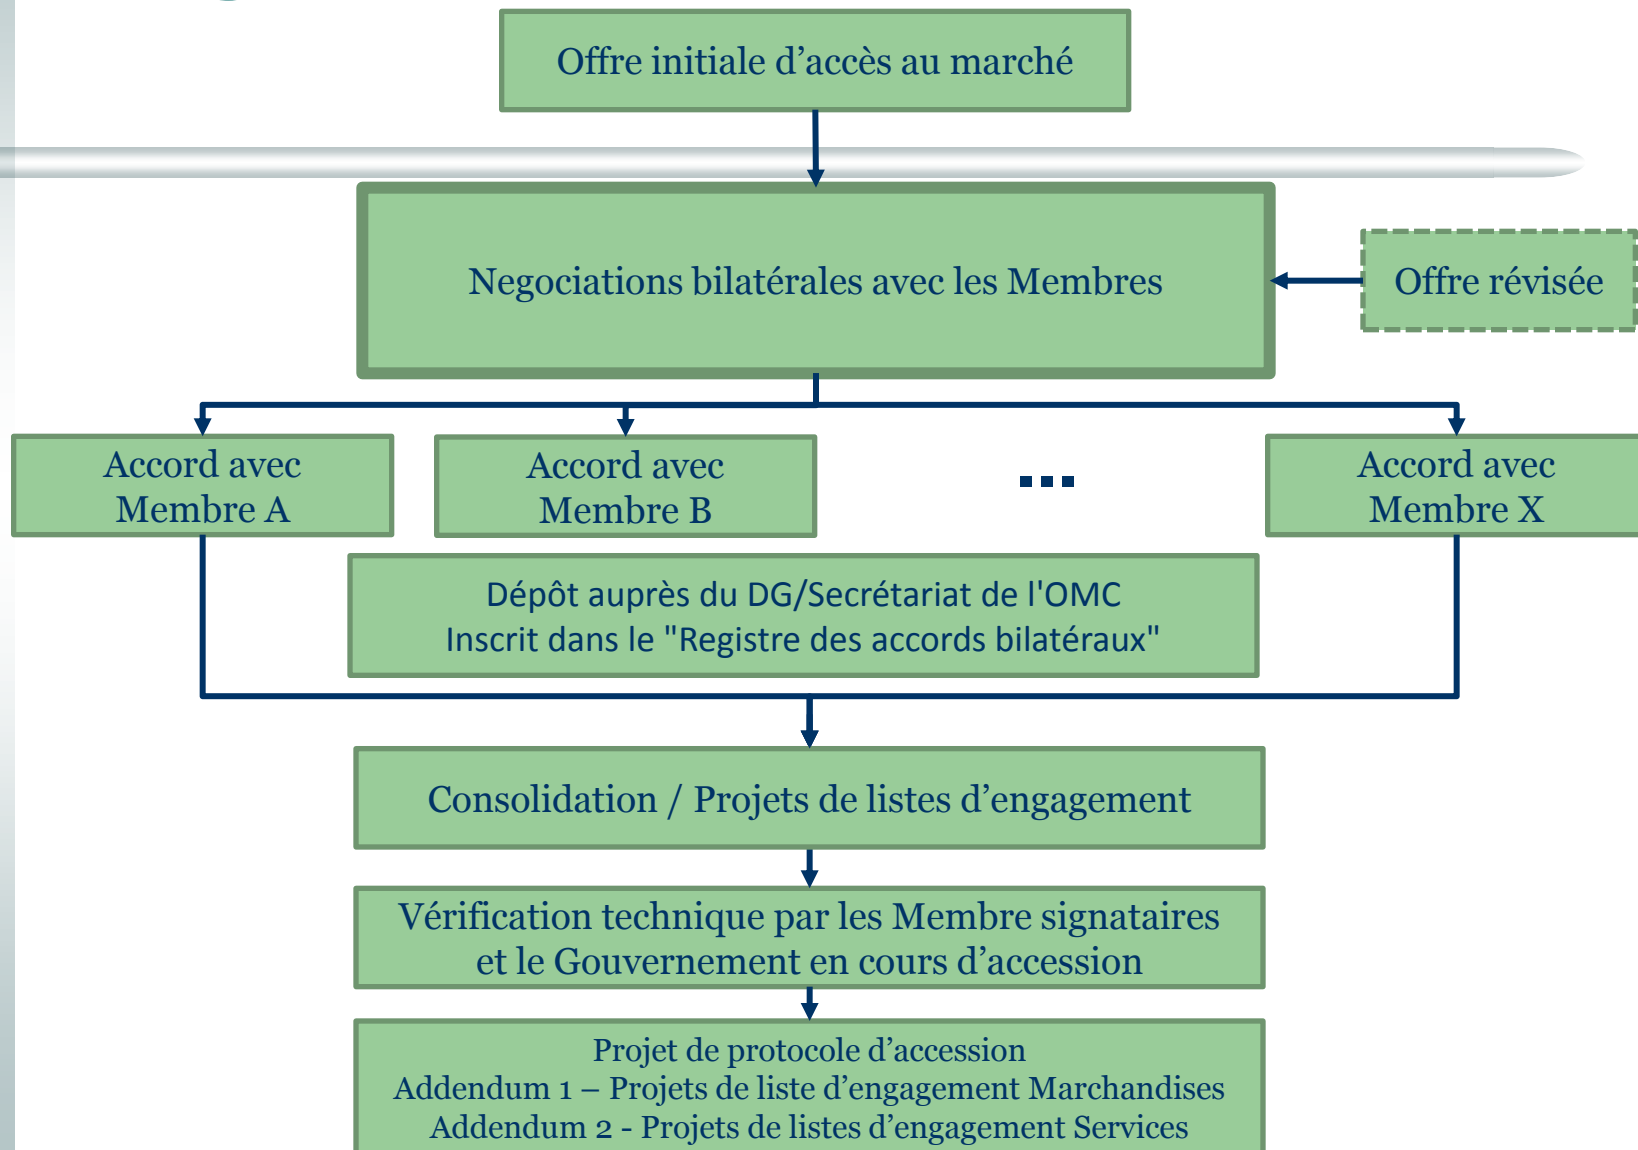 Offre initiale d’accès au marché
Negociations bilatérales avec les Membres
Offre révisée
Accord avec
Membre A
Accord avec
Membre B
...
Accord avec
Membre X
Dépôt auprès du DG/Secrétariat de l'OMC
Inscrit dans le "Registre des accords bilatéraux"
Consolidation / Projets de listes d’engagement
Vérification technique par les Membre signataires
et le Gouvernement en cours d’accession
Projet de protocole d’accession
Addendum 1 – Projets de liste d’engagement Marchandises
Addendum 2 - Projets de listes d’engagement Services